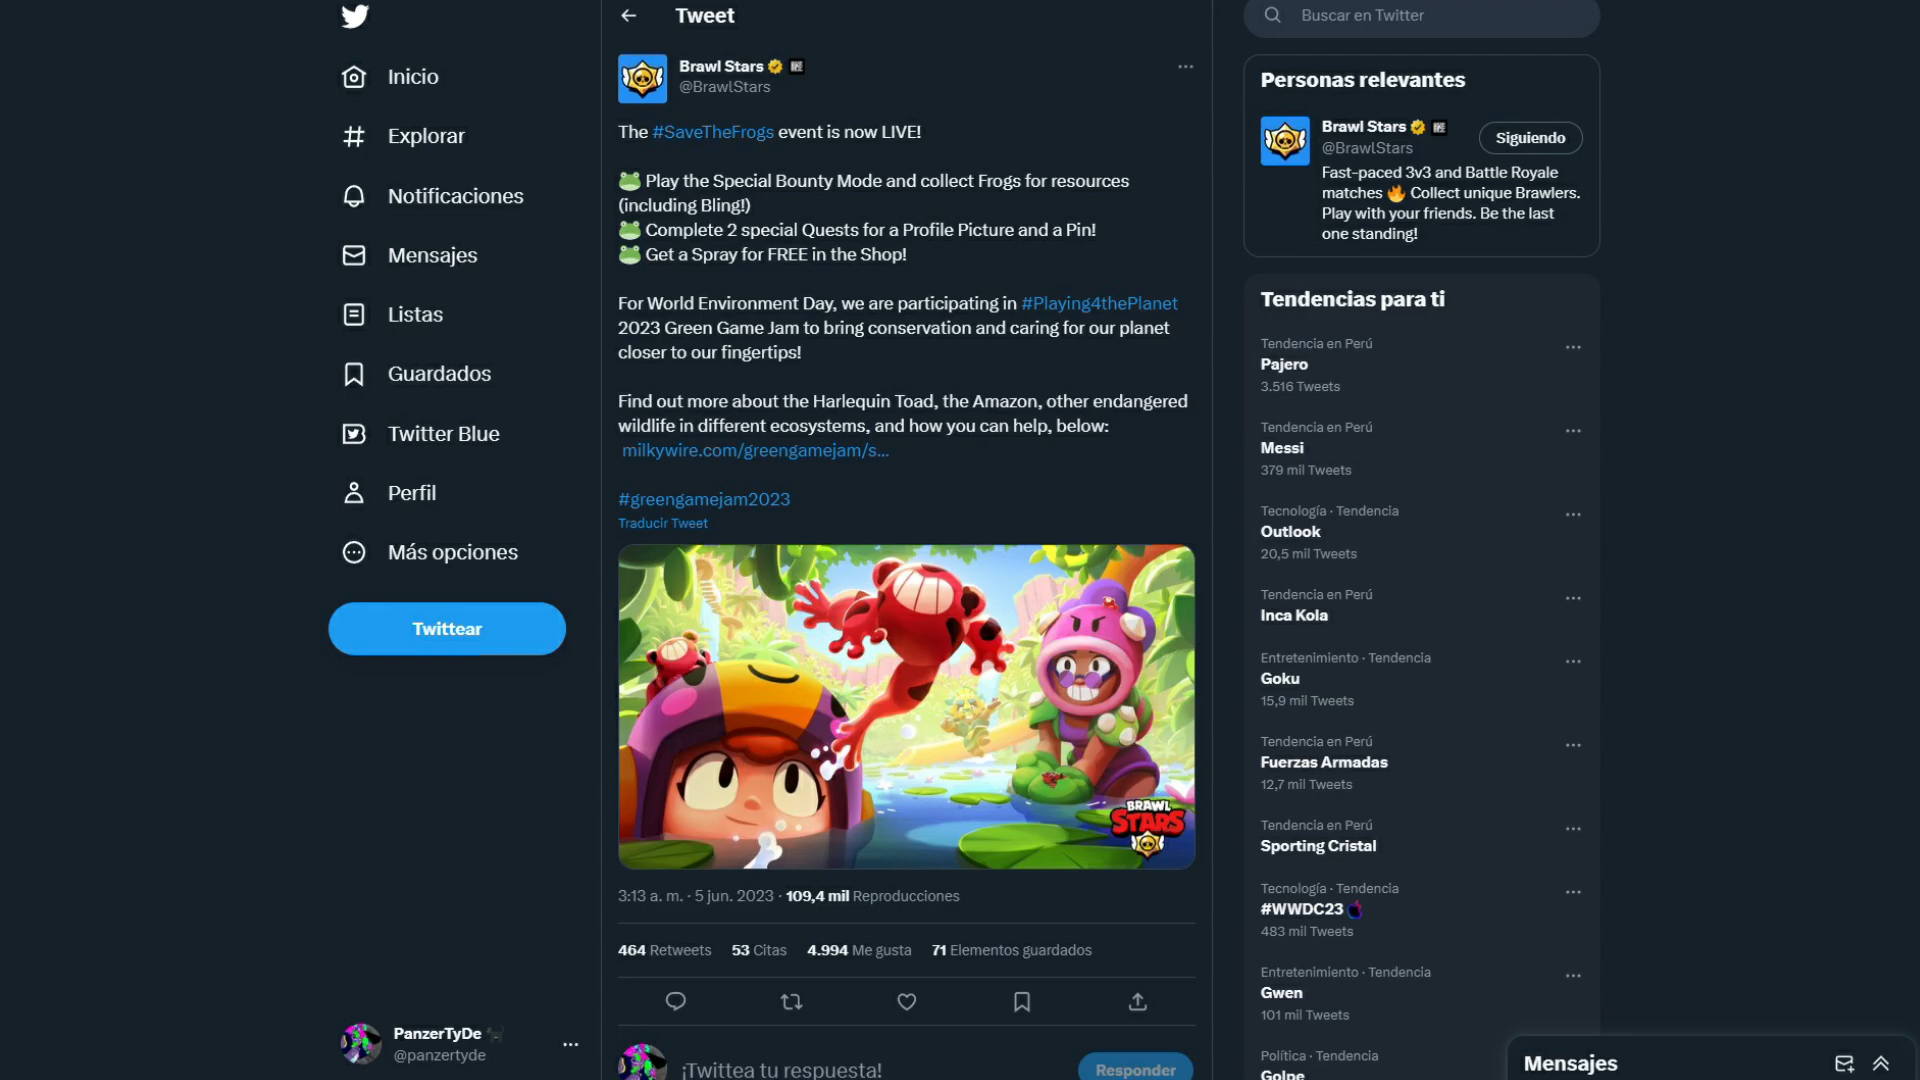 Inicio
Explorar
Notificaciones
Mensajes
Listas
Guardados
Twitter Blue
Perfil
Más opciones
Twittear
PanzerTyDe
@panzertyde
Tweet
Brawl Stars
@BrawlStars
The #SaveTheFrogs event is now LIVE!
🐸 Play the Special Bounty Mode and collect Frogs for resources
(including Bling!)
🐸 Complete 2 special Quests for a Profile Picture and a Pin!
🐸 Get a Spray for FREE in the Shop!
For World Environment Day, we are participating in #Playing4thePlanet
2023 Green Game Jam to bring conservation and caring for our planet
closer to our fingertips!
Find out more about the Harlequin Toad, the Amazon, other endangered
wildlife in different ecosystems, and how you can help, below:
milkywire.com/greengamejam/s...
#greengamejam2023
Traducir Tweet
BRAWL
STARS
3:13 a. m. · 5 jun. 2023 · 109,4 mil Reproducciones
464 Retweets 53 Citas 4.994 Me gusta 71 Elementos guardados
¡Twittea tu respuesta!
Responder
Buscar en Twitter
Personas relevantes
Brawl Stars
@BrawlStars
Siguiendo
Fast-paced 3v3 and Battle Royale
matches 🔥 Collect unique Brawlers.
Play with your friends. Be the last
one standing!
Tendencias para ti
Tendencia en Perú
Pajero
3.516 Tweets
Tendencia en Perú
Messi
379 mil Tweets
Tecnología · Tendencia
Outlook
20,5 mil Tweets
Tendencia en Perú
Inca Kola
Entretenimiento · Tendencia
Goku
15,9 mil Tweets
Tendencia en Perú
Fuerzas Armadas
12,7 mil Tweets
Tendencia en Perú
Sporting Cristal
Tecnología · Tendencia
#WWDC23
483 mil Tweets
Entretenimiento · Tendencia
Gwen
101 mil Tweets
Política · Tendencia
Golpe
Mensajes